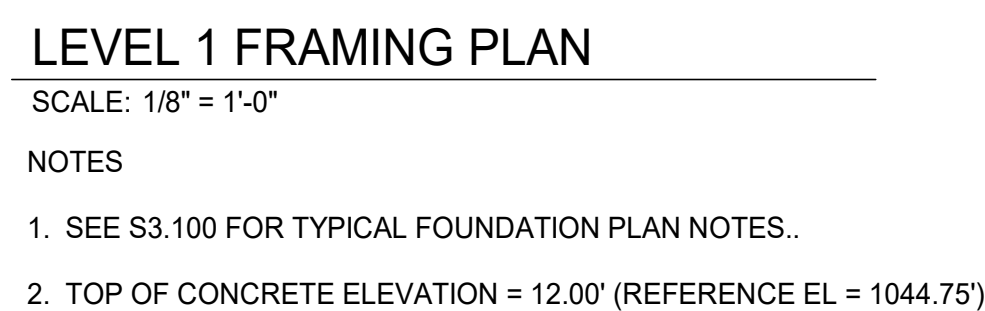 LEVEL 1 FRAMING PLAN
SCALE: 1/8" = 1'-0"
NOTES
1. SEE S3.100 FOR TYPICAL FOUNDATION PLAN NOTES..
2. TOP OF CONCRETE ELEVATION = 12.00' (REFERENCE EL = 1044.75')